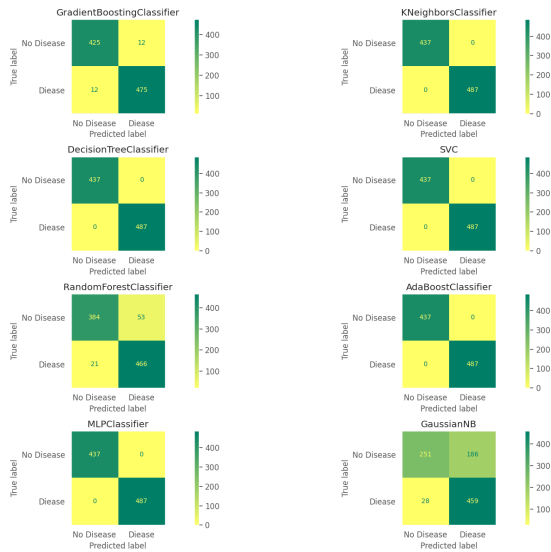 GradientBoostingClassifier
No Disease 425 12
Diease 12 475
No Disease Diease
Predicted label
True label
400
300
200
100
KNeighborsClassifier
No Disease 437 0
Diease 0 487
No Disease Diease
Predicted label
True label
400
300
200
100
0
DecisionTreeClassifier
No Disease 437 0
Diease 0 487
No Disease Diease
Predicted label
True label
400
300
200
100
0
SVC
No Disease 437 0
Diease 0 487
No Disease Diease
Predicted label
True label
400
300
200
100
0
RandomForestClassifier
No Disease 384 53
Diease 21 466
No Disease Diease
Predicted label
True label
400
300
200
100
AdaBoostClassifier
No Disease 437 0
Diease 0 487
No Disease Diease
Predicted label
True label
400
300
200
100
0
MLPClassifier
No Disease 437 0
Diease 0 487
No Disease Diease
Predicted label
True label
400
300
200
100
0
GaussianNB
No Disease 251 186
Diease 28 459
No Disease Diease
Predicted label
True label
400
300
200
100